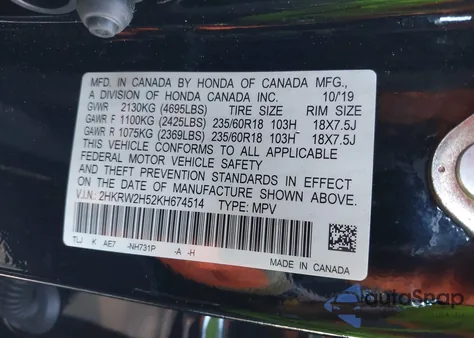 MFD. IN CANADA BY HONDA OF CANADA MFG.,
A DIVISION OF HONDA CANADA INC. 10/'19
GVWR 2130KG (4695LBS) TIRE SIZE RIM SIZE
GAWR F 1100KG (2425LBS) 235/60R18 103H 18X7.5J
GAWR R 1075KG (2369LBS) 235/60R18 103H 18X7.5J
THIS VEHICLE CONFORMS TO ALL APPLICABLE
FEDERAL MOTOR VEHICLE SAFETY
AND THEFT PREVENTION STANDARDS IN EFFECT ON
THE DATE OF MANUFACTURE SHOWN ABOVE.
V.I.N.: 2HKRW2H52KH674514 TYPE: MPV
TLJ K AE7 -NH731P -A -H
MADE IN CANADA
autoSnap